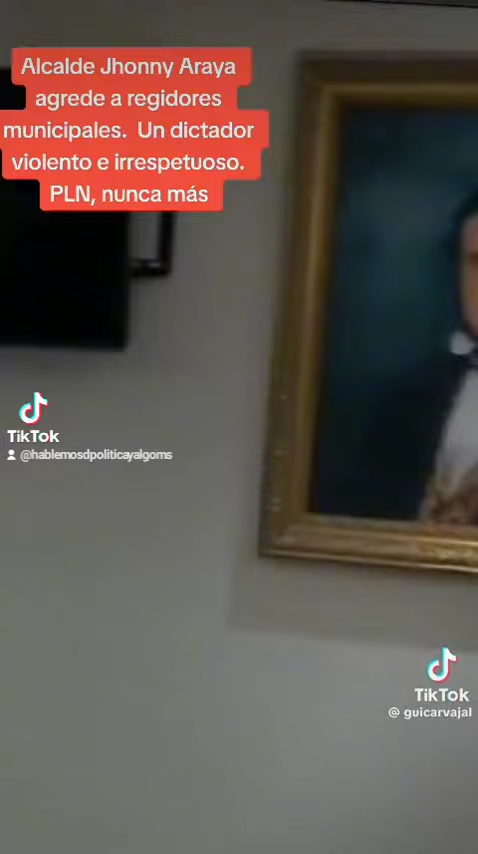 Alcalde Jhonny Araya
agrede a regidores
municipales. Un dictador
violento e irrespetuoso.
PLN, nunca más
TikTok
@hablemosdpoliticayalgoms
TikTok
@ guicarvajal